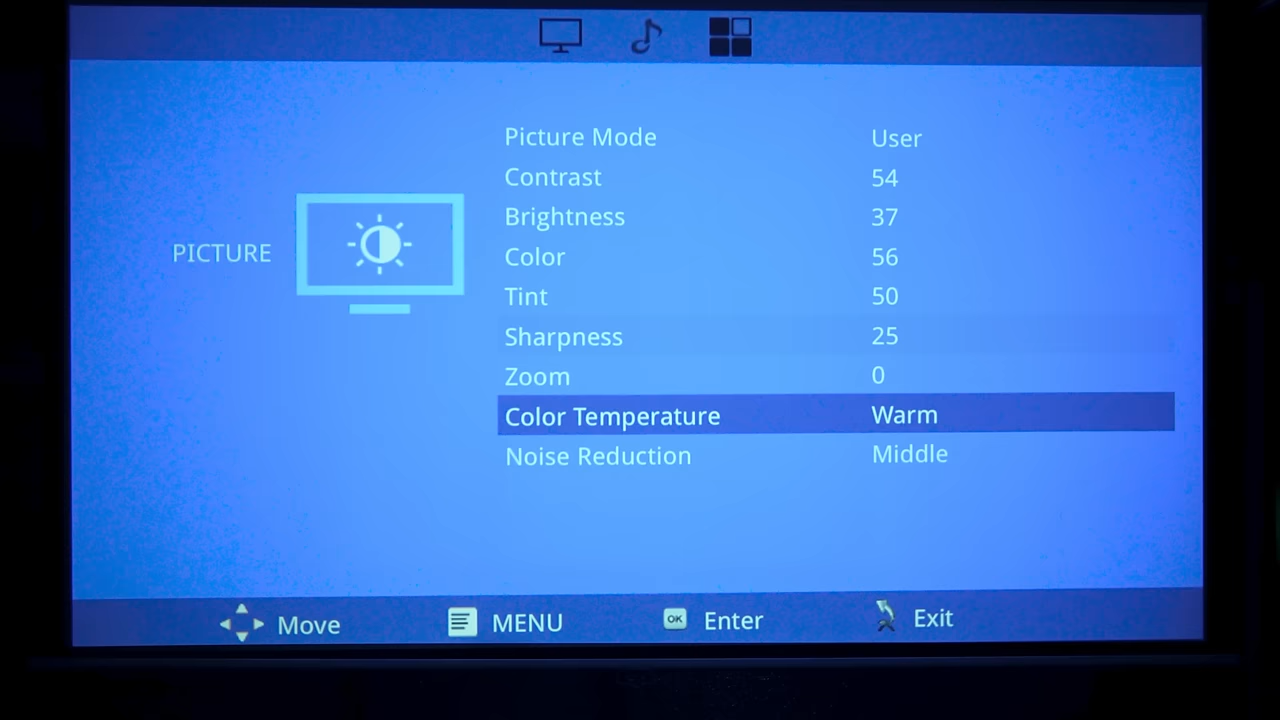 Picture Mode User
Contrast 54
Brightness 37
PICTURE
Color 56
Tint 50
Sharpness 25
Zoom 0
Color Temperature Warm
Noise Reduction Middle
Move MENU OK Enter Exit